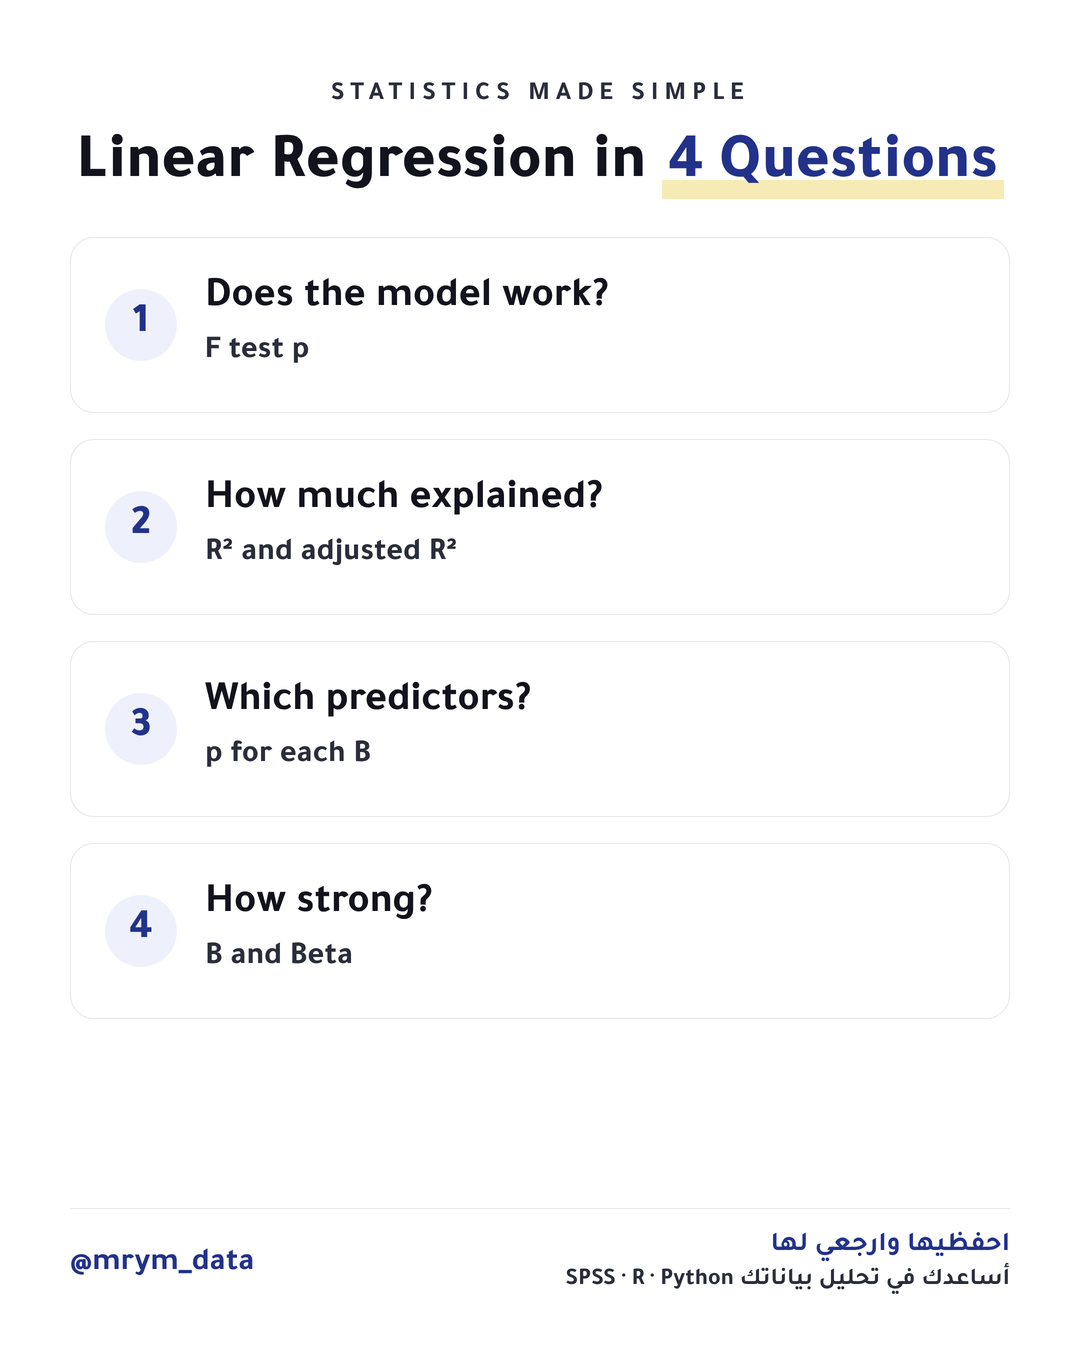 STATISTICS MADE SIMPLE
Linear Regression in 4 Questions
1
Does the model work?
F test p
2
How much explained?
R² and adjusted R²
3
Which predictors?
p for each B
4
How strong?
B and Beta
@mrym_data
احفظيها وارجعي لها
أساعدك في تحليل بياناتك SPSS · R · Python